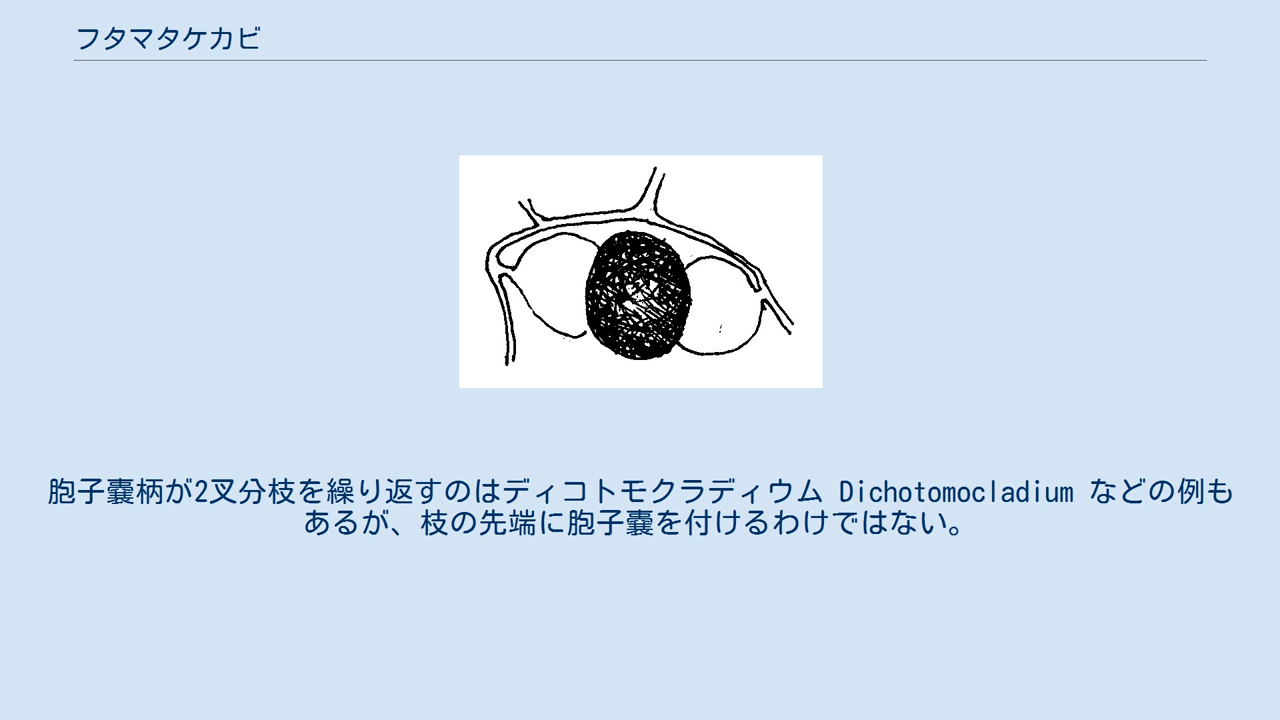 フタマタケカビ
胞子嚢柄が2叉分枝を繰り返すのはディコトモクラディウム Dichotomocladium などの例も
あるが、枝の先端に胞子嚢を付けるわけではない。